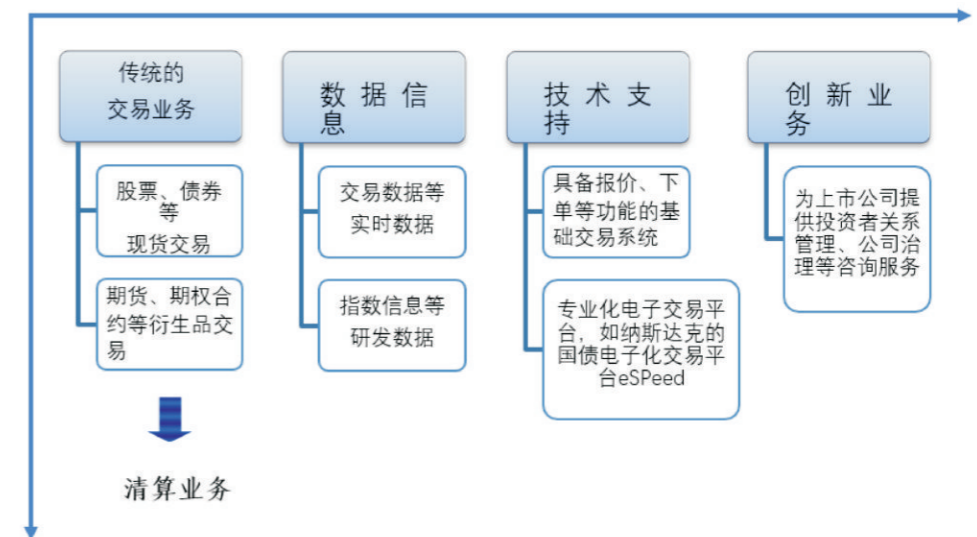 传统的
交易业务
股票、债券
等
现货交易
期货、期权合
约等衍生品交
易
清算业务
数据信
息
交易数据等
实时数据
指数信息等
研发数据
技术支
持
具备报价、下
单等功能的基
础交易系统
专业化电子交易平
台，如纳斯达克的
国债电子化交易平
台eSPeed
创新业
务
为上市公司提
供投资者关系
管理、公司治
理等咨询服务